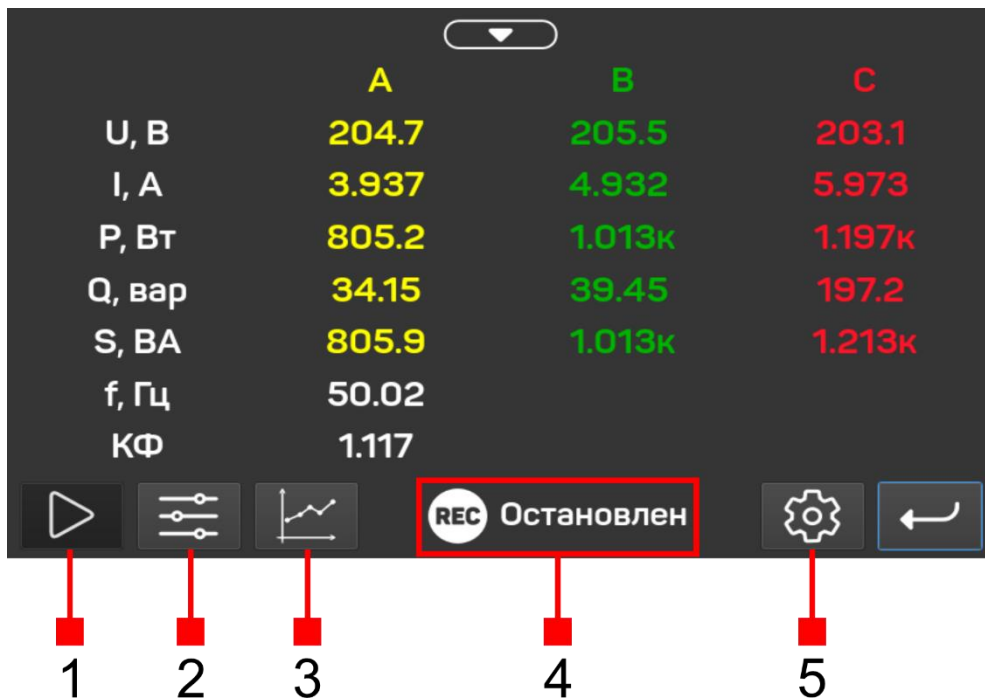 A B C
U, В 204.7 205.5 203.1
I, А 3.937 4.932 5.973
P, Вт 805.2 1.013к 1.197к
Q, вар 34.15 39.45 197.2
S, ВА 805.9 1.013к 1.213к
f, Гц 50.02
КФ 1.117
REC Остановлен
1 2 3 4 5